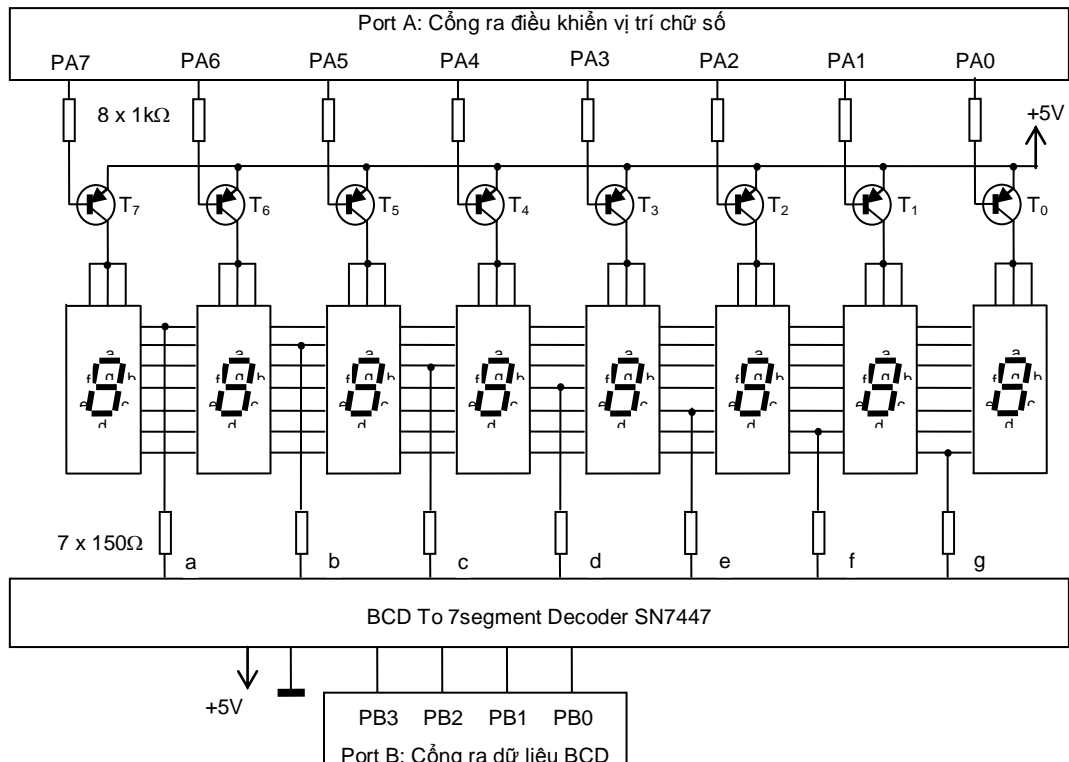 Port A: Cổng ra điều khiển vị trí chữ số
PA7 PA6 PA5 PA4 PA3 PA2 PA1 PA0
8 x 1kΩ
+5V
T7 T6 T5 T4 T3 T2 T1 T0
a a a a a a a a
f g b f g b f g b f g b f g b f g b f g b f g b
e c e c e c e c e c e c e c e c
d d d d d d d d
7 x 150Ω
a b c d e f g
BCD To 7segment Decoder SN7447
+5V
PB3 PB2 PB1 PB0
Port B: Cổng ra dữ liệu BCD